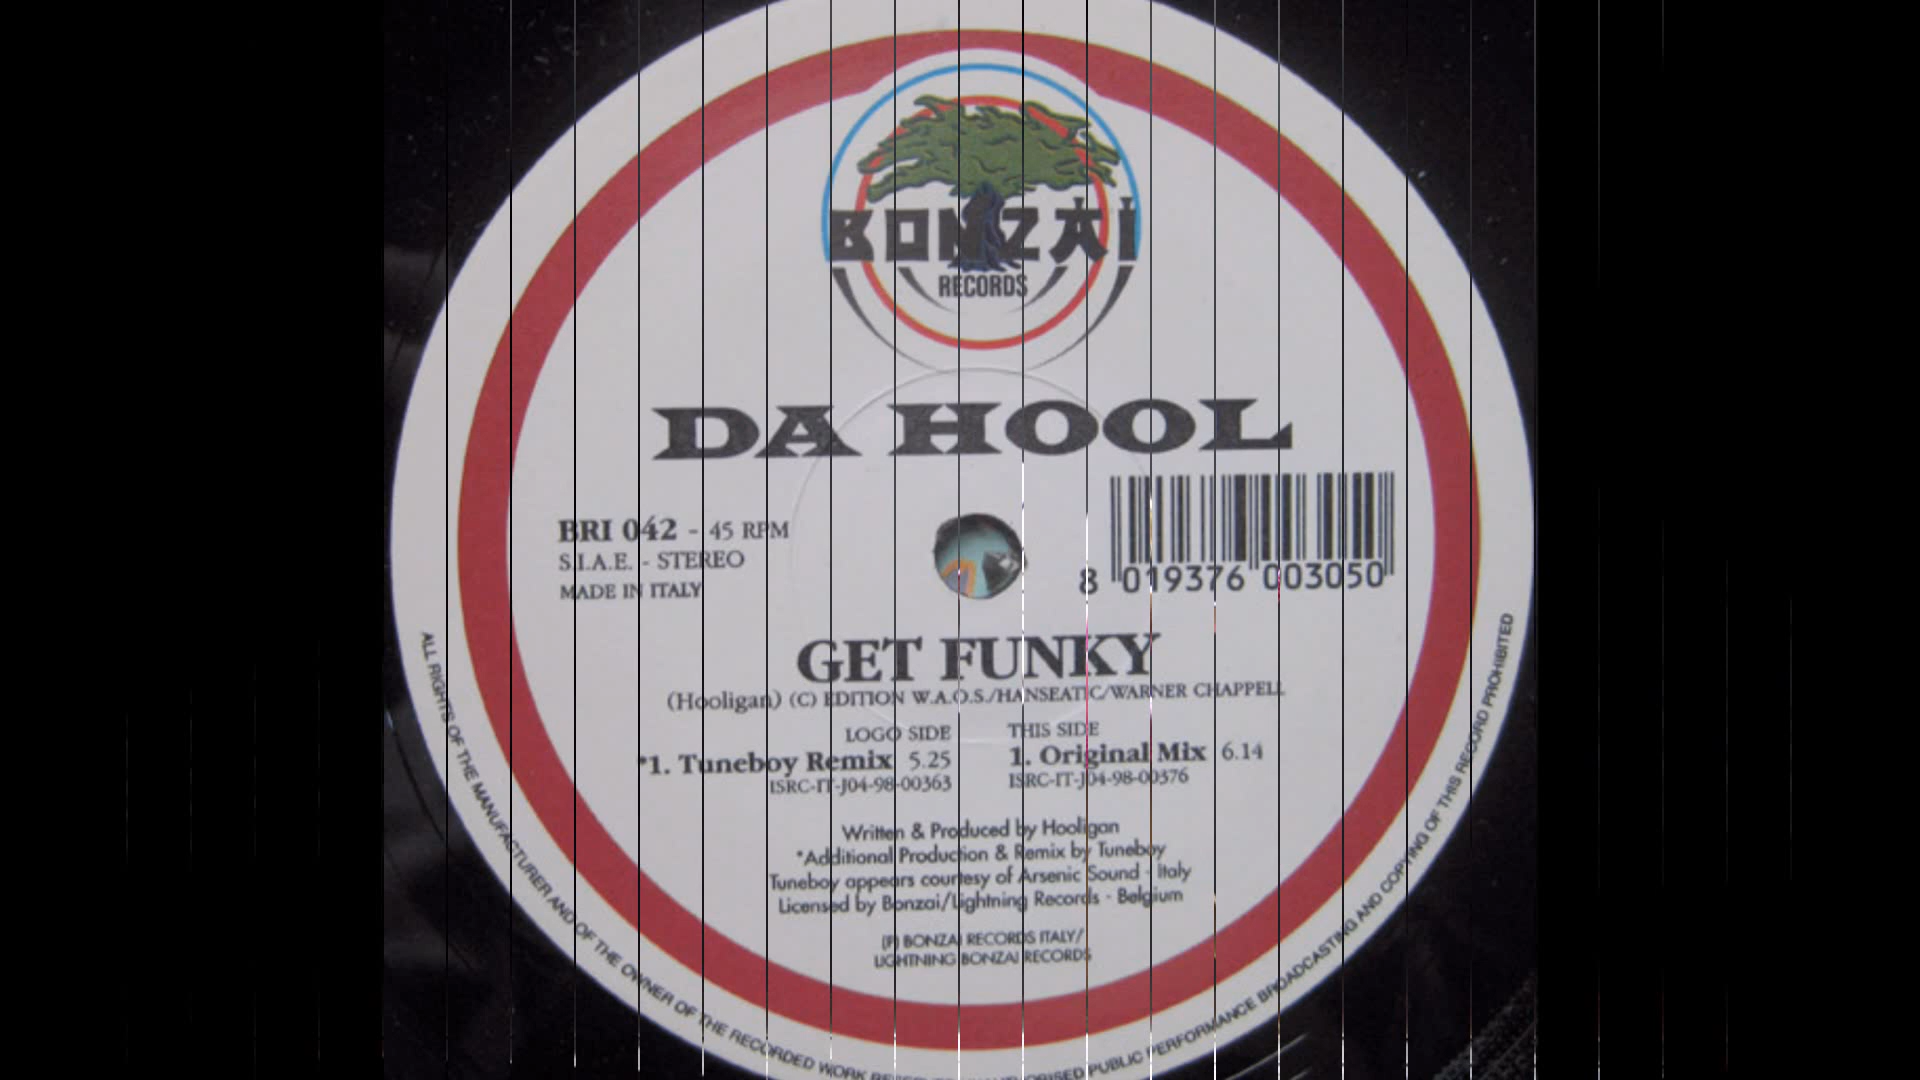 BONZAI
RECORDS
DA HOOL
BRI 042 - 45 RPM
S.I.A.E. - STEREO
MADE IN ITALY
8 019376 003050
GET FUNKY
(Hooligan) (C) EDITION W.A.O.S./HANSEATIC/WARNER CHAPPELL
LOGO SIDE
*1. Tuneboy Remix 5.25
ISRC-IT-J04-98-00363
THIS SIDE
1. Original Mix 6.14
ISRC-IT-J04-98-00376
Written & Produced by Hooligan
*Additional Production & Remix by Tuneboy
Tuneboy appears courtesy of Arsenic Sound - Italy
Licensed by Bonzai/Lightning Records - Belgium
(P) BONZAI RECORDS ITALY/
LIGHTNING BONZAI RECORDS
ALL RIGHTS OF THE MANUFACTURER AND OF THE OWNER OF THE RECORDED WORK PUBLIC PERFORMANCE BROADCASTING AND COPYING OF THIS RECORD PROHIBITED